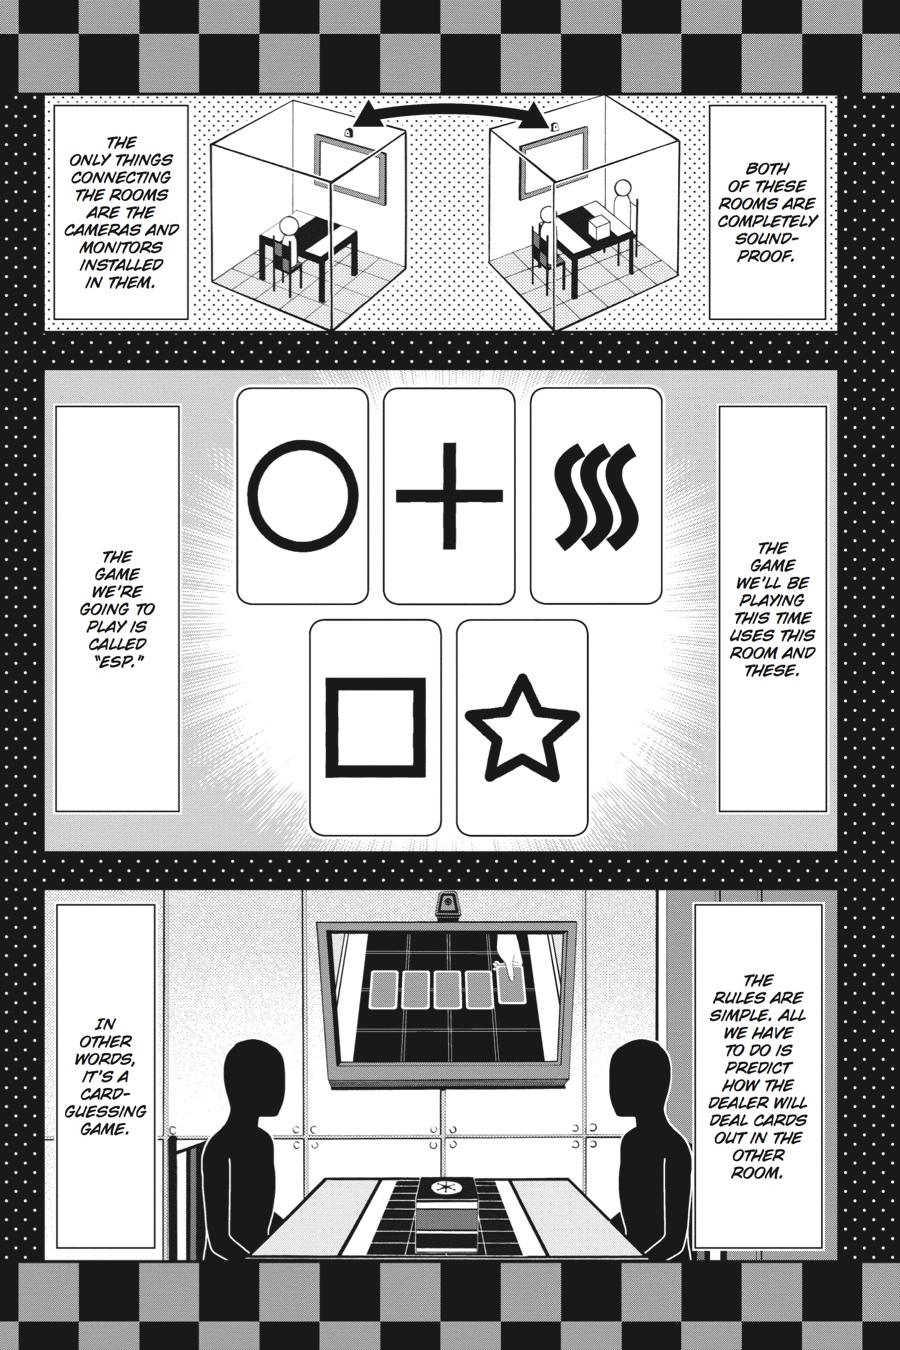 BOTH
OF THESE
ROOMS ARE
COMPLETELY
SOUND-
PROOF.
THE
ONLY THINGS
CONNECTING
THE ROOMS
ARE THE
CAMERAS AND
MONITORS
INSTALLED
IN THEM.
THE
GAME
WE'LL BE
PLAYING
THIS TIME
USES THIS
ROOM AND
THESE.
THE
GAME
WE'RE
GOING TO
PLAY IS
CALLED
"ESP."
THE
RULES ARE
SIMPLE. ALL
WE HAVE
TO DO IS
PREDICT
HOW THE
DEALER WILL
DEAL CARDS
OUT IN THE
OTHER
ROOM.
IN
OTHER
WORDS,
IT'S A
CARD-
GUESSING
GAME.